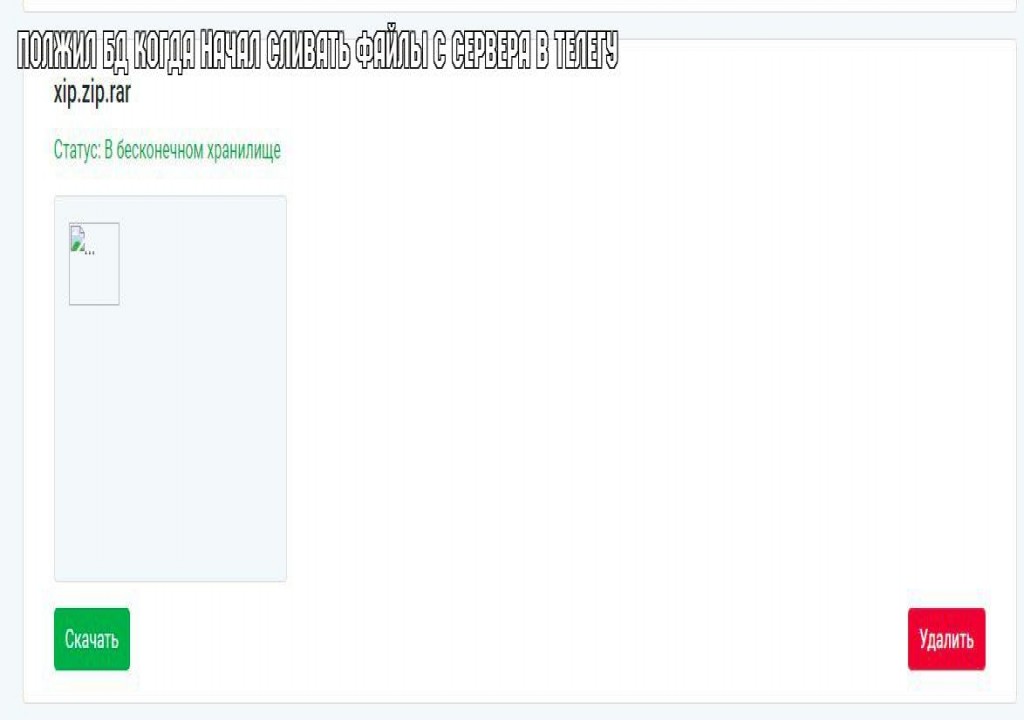 ПОЛЖИЛ БД КОГДА НАЧАЛ СЛИВАТЬ ФАЙЛЫ С СЕРВЕРА В ТЕЛЕГУ
xip.zip.rar
Статус: В бесконечном хранилище
...
Скачать
Удалить